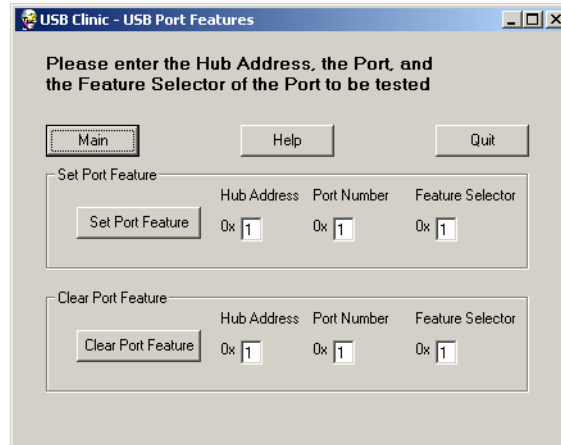 USB Clinic - USB Port Features
Please enter the Hub Address, the Port, and
the Feature Selector of the Port to be tested
Main Help Quit
Set Port Feature
Hub Address Port Number Feature Selector
Set Port Feature 0x 1 0x 1 0x 1
Clear Port Feature
Hub Address Port Number Feature Selector
Clear Port Feature 0x 1 0x 1 0x 1